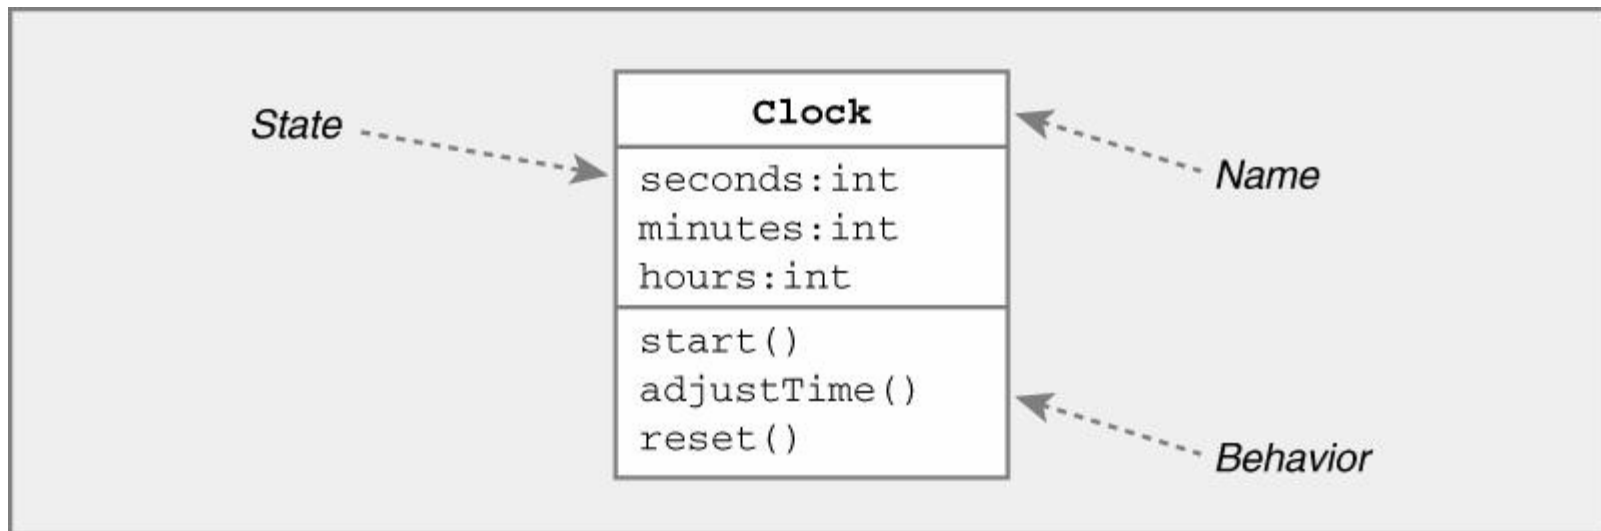 State
Clock
Name
seconds:int
minutes:int
hours:int
start()
adjustTime()
reset()
Behavior